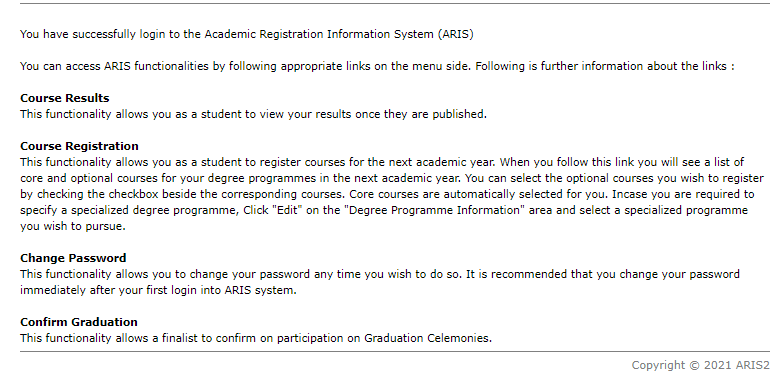 You have successfully login to the Academic Registration Information System (ARIS)
You can access ARIS functionalities by following appropriate links on the menu side. Following is further information about the links :
Course Results
This functionality allows you as a student to view your results once they are published.
Course Registration
This functionality allows you as a student to register courses for the next academic year. When you follow this link you will see a list of
core and optional courses for your degree programmes in the next academic year. You can select the optional courses you wish to register
by checking the checkbox beside the corresponding courses. Core courses are automatically selected for you. Incase you are required to
specify a specialized degree programme, Click "Edit" on the "Degree Programme Information" area and select a specialized programme
you wish to pursue.
Change Password
This functionality allows you to change your password any time you wish to do so. It is recommended that you change your password
immediately after your first login into ARIS system.
Confirm Graduation
This functionality allows a finalist to confirm on participation on Graduation Celemonies.
Copyright © 2021 ARIS2